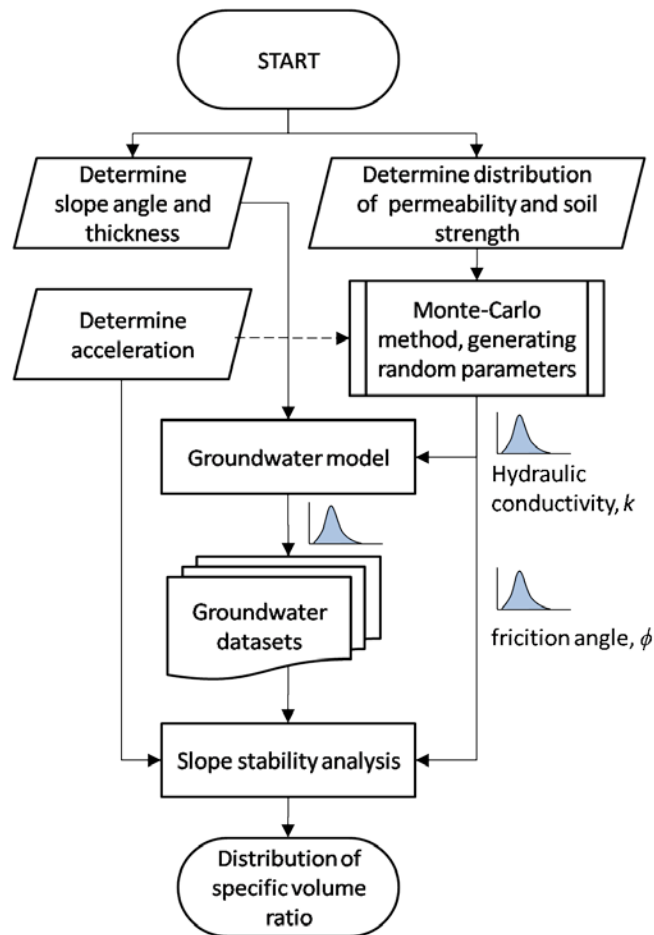 START
Determine
slope angle and
thickness
Determine distribution
of permeability and soil
strength
Determine
acceleration
Monte-Carlo
method, generating
random parameters
Groundwater model
Hydraulic
conductivity, k
Groundwater
datasets
fricition angle, ϕ
Slope stability analysis
Distribution of
specific volume
ratio